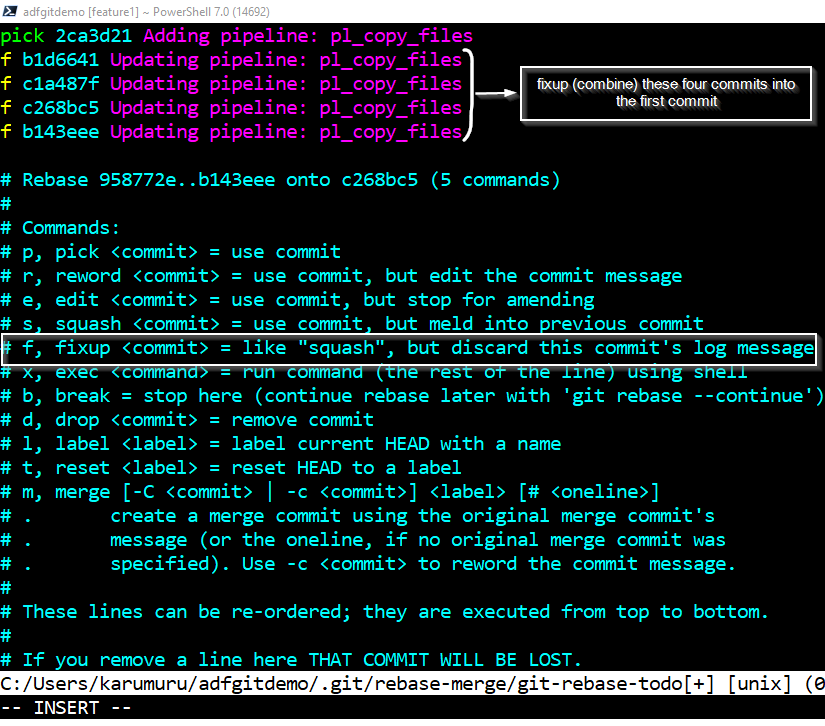 adfgitdemo [feature1] ~ PowerShell 7.0 (14692)
pick 2ca3d21 Adding pipeline: pl_copy_files
f b1d6641 Updating pipeline: pl_copy_files
f c1a487f Updating pipeline: pl_copy_files
f c268bc5 Updating pipeline: pl_copy_files
f b143eee Updating pipeline: pl_copy_files
fixup (combine) these four commits into
the first commit
# Rebase 958772e..b143eee onto c268bc5 (5 commands)
#
# Commands:
# p, pick <commit> = use commit
# r, reword <commit> = use commit, but edit the commit message
# e, edit <commit> = use commit, but stop for amending
# s, squash <commit> = use commit, but meld into previous commit
# f, fixup <commit> = like "squash", but discard this commit's log message
# x, exec <command> = run command (the rest of the line) using shell
# b, break = stop here (continue rebase later with 'git rebase --continue')
# d, drop <commit> = remove commit
# l, label <label> = label current HEAD with a name
# t, reset <label> = reset HEAD to a label
# m, merge [-C <commit> | -c <commit>] <label> [# <oneline>]
# .       create a merge commit using the original merge commit's
# .       message (or the oneline, if no original merge commit was
# .       specified). Use -c <commit> to reword the commit message.
#
# These lines can be re-ordered; they are executed from top to bottom.
#
# If you remove a line here THAT COMMIT WILL BE LOST.
C:/Users/karumuru/adfgitdemo/.git/rebase-merge/git-rebase-todo[+] [unix] (0
-- INSERT --